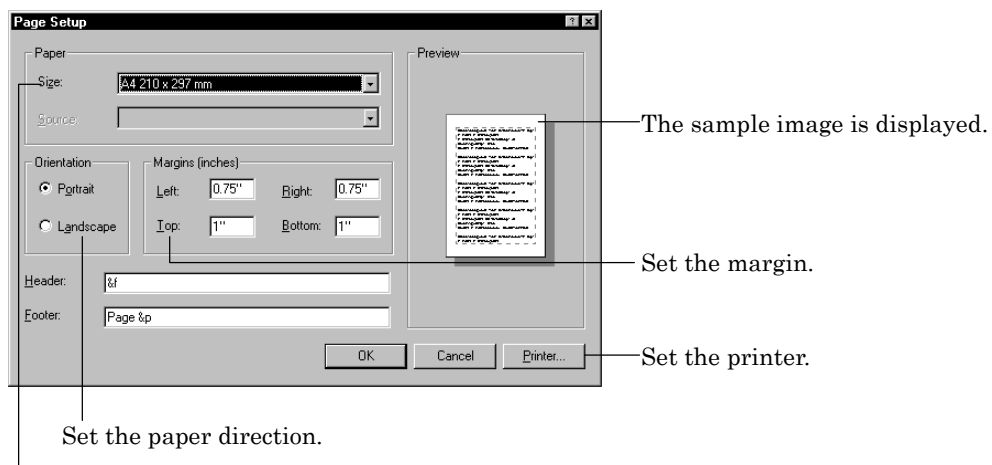 Page Setup
Paper
Size:
A4 210 x 297 mm
Source:
Orientation
Portrait
Landscape
Margins (inches)
Left:
0.75"
Right:
0.75"
Top:
1"
Bottom:
1"
Header:
&f
Footer:
Page &p
Preview
OK
Cancel
Printer...
The sample image is displayed.
Set the margin.
Set the printer.
Set the paper direction.